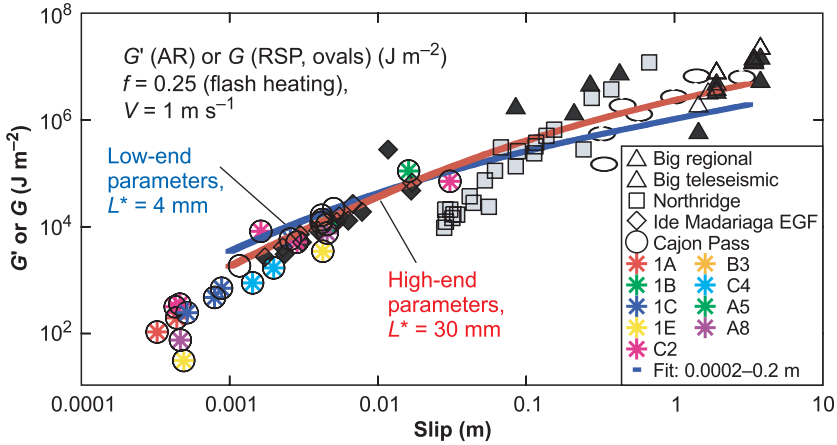 G' (AR) or G (RSP, ovals) (J m⁻²)
f = 0.25 (flash heating),
V = 1 m s⁻¹
10⁸
10⁶
10⁴
10²
G' or G (J m⁻²)
Low-end
parameters,
L* = 4 mm
High-end
parameters,
L* = 30 mm
Big regional
Big teleseismic
Northridge
Ide Madariaga EGF
Cajon Pass
1A B3
1B C4
1C A5
1E A8
C2
Fit: 0.0002–0.2 m
0.0001 0.001 0.01 0.1 1 10
Slip (m)